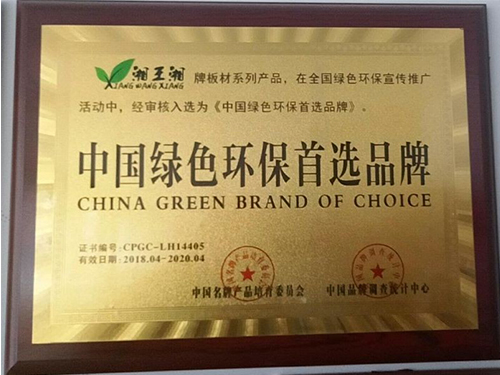 湘王湘 牌板材系列产品，在全国绿色环保宣传推广
XIANG WANG XIANG
活动中，经审核入选为《中国绿色环保首选品牌》。
中国绿色环保首选品牌
CHINA GREEN BRAND OF CHOICE
证书编号：CPGC-LH14405
有效日期：2018.04-2020.04
中国名牌产品培育委员会 中国品牌调查统计中心